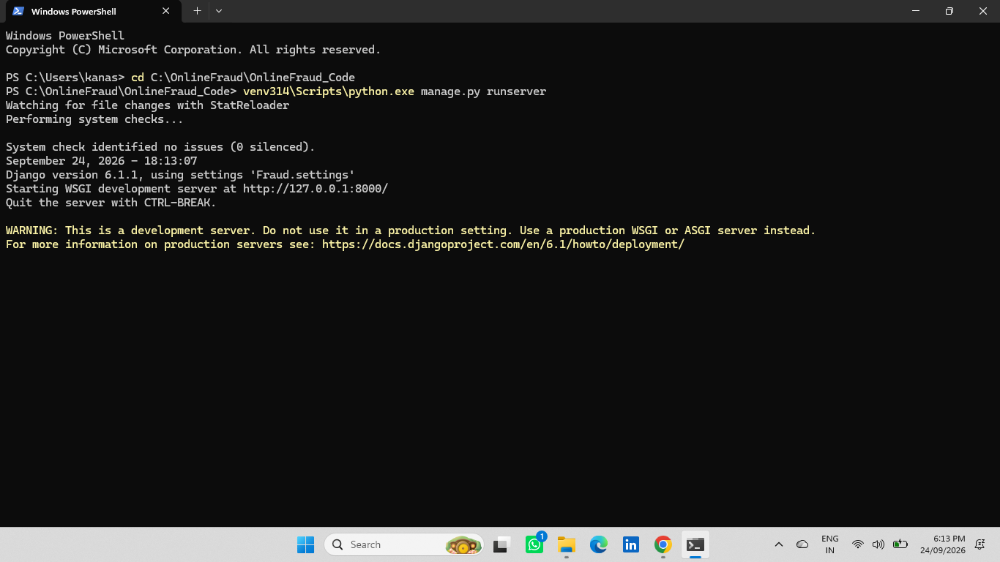 Windows PowerShell
Windows PowerShell
Copyright (C) Microsoft Corporation. All rights reserved.
PS C:\Users\kanas> cd C:\OnlineFraud\OnlineFraud_Code
PS C:\OnlineFraud\OnlineFraud_Code> venv314\Scripts\python.exe manage.py runserver
Watching for file changes with StatReloader
Performing system checks...
System check identified no issues (0 silenced).
September 24, 2026 - 18:13:07
Django version 6.1.1, using settings 'Fraud.settings'
Starting WSGI development server at http://127.0.0.1:8000/
Quit the server with CTRL-BREAK.
WARNING: This is a development server. Do not use it in a production setting. Use a production WSGI or ASGI server instead.
For more information on production servers see: https://docs.djangoproject.com/en/6.1/howto/deployment/
Search
1
in
ENG
IN
6:13 PM
24/09/2026